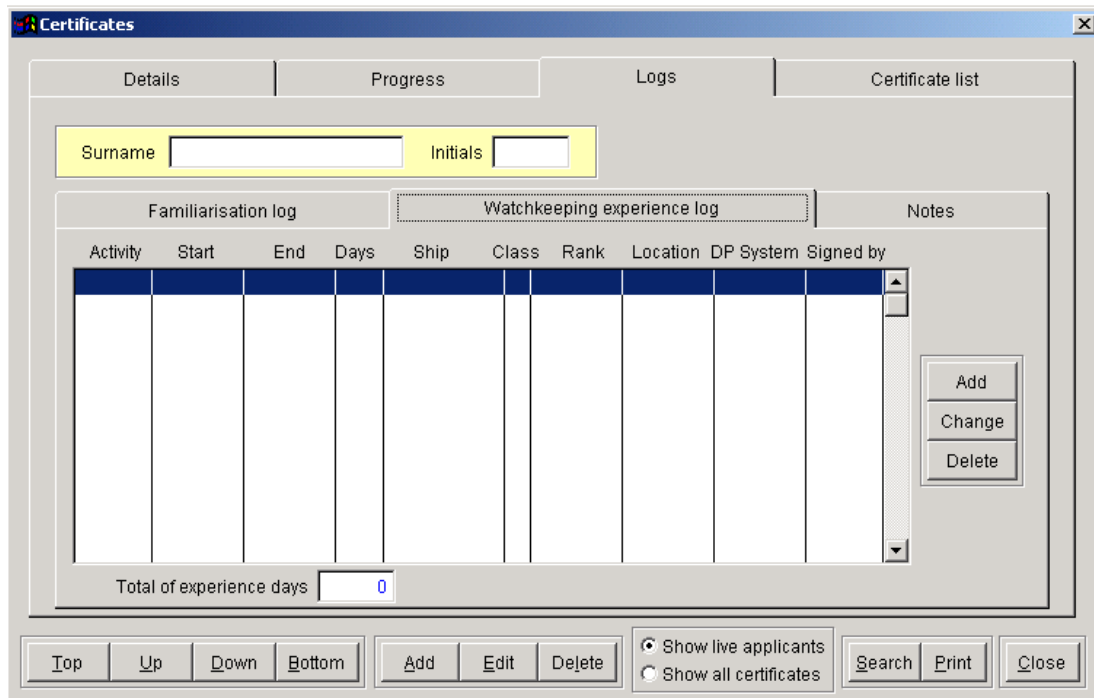 Certificates
Details Progress Logs Certificate list
Surname Initials
Familiarisation log Watchkeeping experience log Notes
Activity Start End Days Ship Class Rank Location DP System Signed by
Add
Change
Delete
Total of experience days 0
Top Up Down Bottom Add Edit Delete Show live applicants Search Print Close
Show all certificates